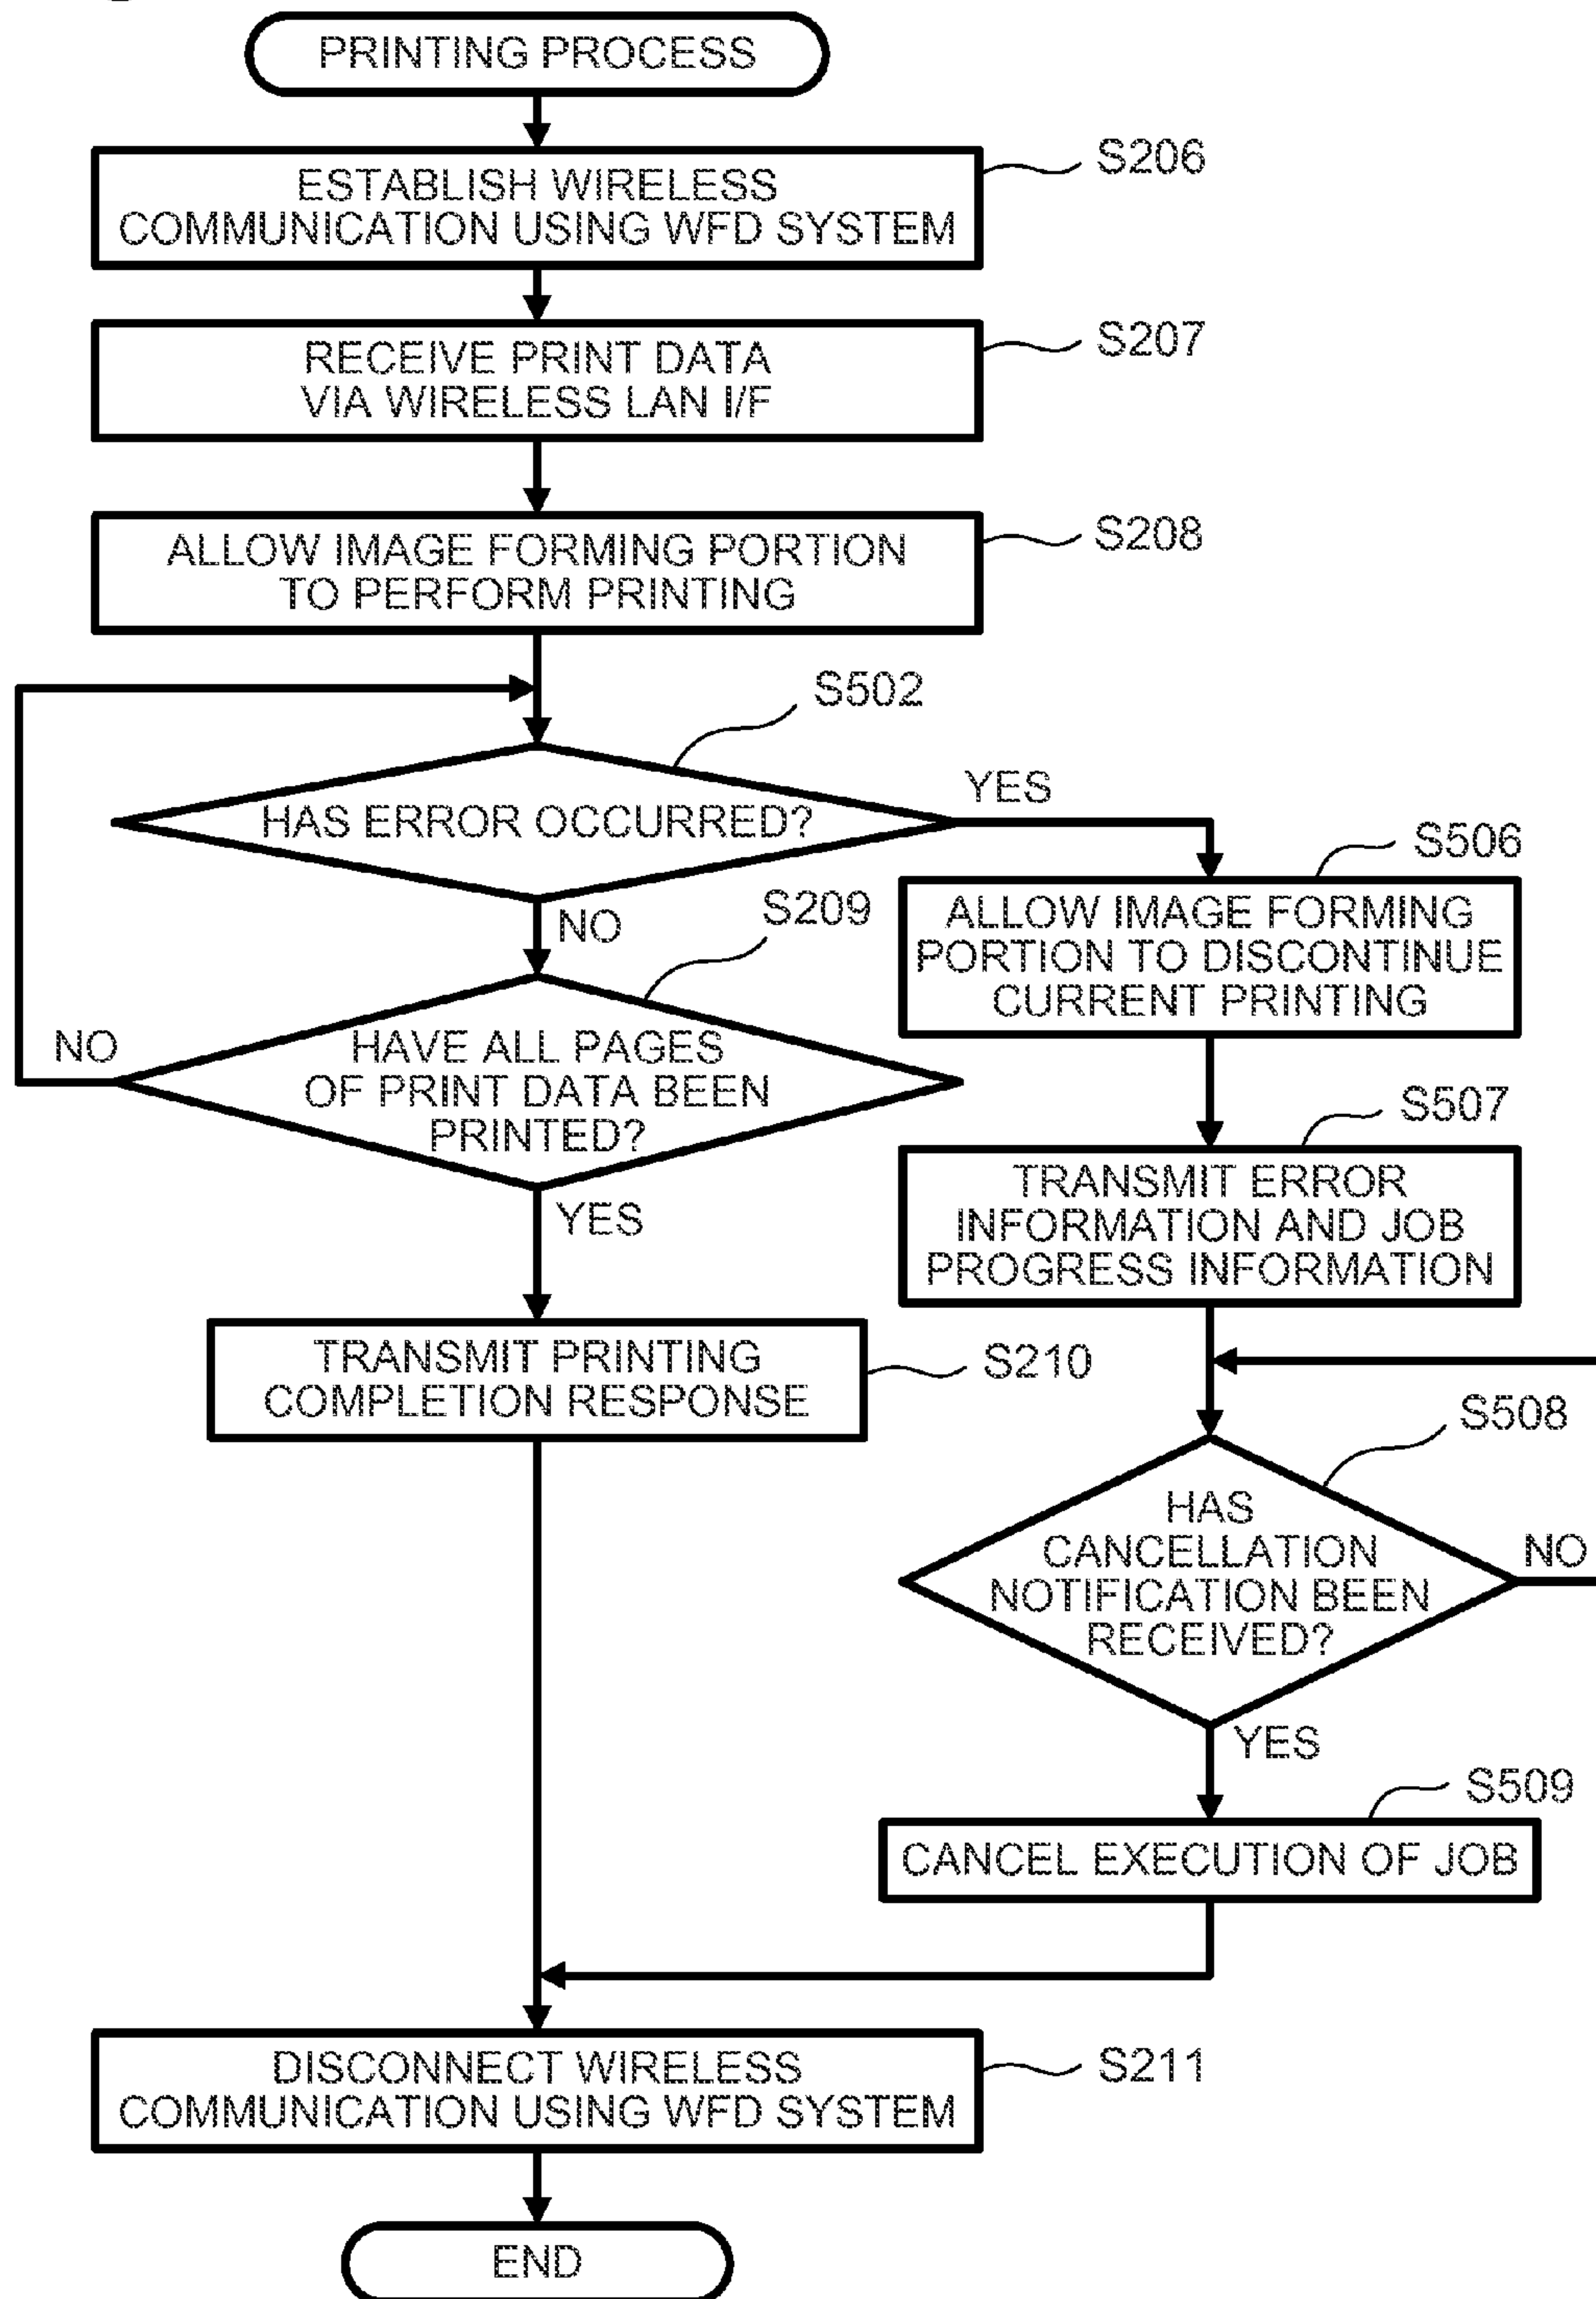 PRINTING PROCESS
S206
ESTABLISH WIRELESS
COMMUNICATION USING WFD SYSTEM
S207
RECEIVE PRINT DATA
VIA WIRELESS LAN I/F
S208
ALLOW IMAGE FORMING PORTION
TO PERFORM PRINTING
S502
HAS ERROR OCCURRED?
YES
NO
S506
ALLOW IMAGE FORMING
PORTION TO DISCONTINUE
CURRENT PRINTING
S209
HAVE ALL PAGES
OF PRINT DATA BEEN
PRINTED?
NO
YES
S507
TRANSMIT ERROR
INFORMATION AND JOB
PROGRESS INFORMATION
TRANSMIT PRINTING
COMPLETION RESPONSE
S210
S508
HAS
CANCELLATION
NOTIFICATION BEEN
RECEIVED?
NO
YES
S509
CANCEL EXECUTION OF JOB
S211
DISCONNECT WIRELESS
COMMUNICATION USING WFD SYSTEM
END